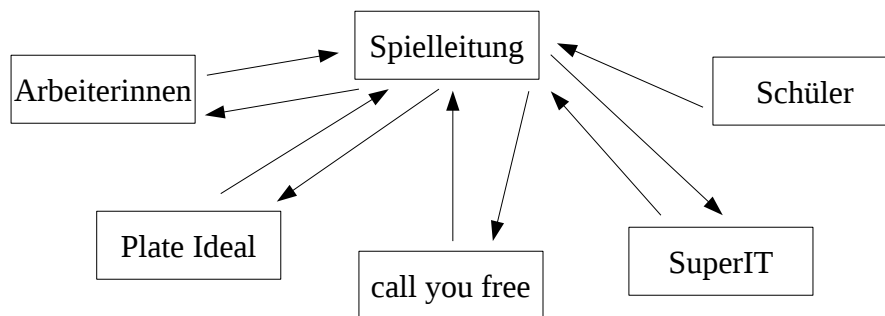 Spielleitung
Arbeiterinnen
Schüler
Plate Ideal
call you free
SuperIT